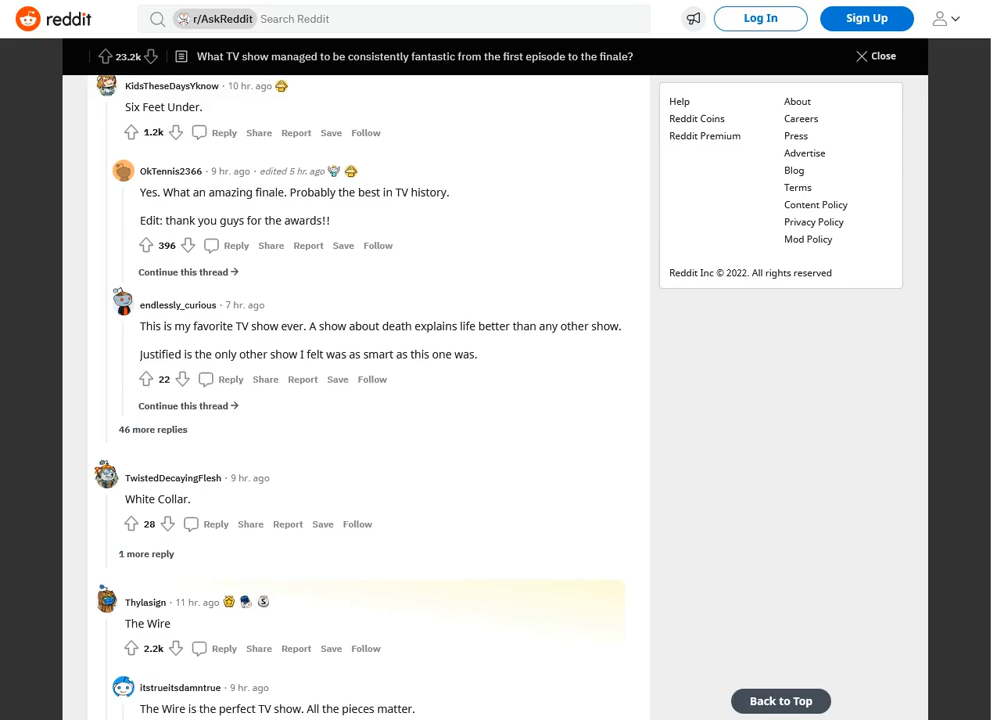 reddit
r/AskReddit Search Reddit
Log In
Sign Up
23.2k What TV show managed to be consistently fantastic from the first episode to the finale?
Close
KidsTheseDaysYknow · 10 hr. ago
Six Feet Under.
1.2k Reply Share Report Save Follow
OkTennis2366 · 9 hr. ago · edited 5 hr. ago
Yes. What an amazing finale. Probably the best in TV history.
Edit: thank you guys for the awards!!
396 Reply Share Report Save Follow
Continue this thread →
endlessly_curious · 7 hr. ago
This is my favorite TV show ever. A show about death explains life better than any other show.
Justified is the only other show I felt was as smart as this one was.
22 Reply Share Report Save Follow
Continue this thread →
46 more replies
TwistedDecayingFlesh · 9 hr. ago
White Collar.
28 Reply Share Report Save Follow
1 more reply
Thylasign · 11 hr. ago
The Wire
2.2k Reply Share Report Save Follow
itstrueitsdamntrue · 9 hr. ago
The Wire is the perfect TV show. All the pieces matter.
Help
Reddit Coins
Reddit Premium
About
Careers
Press
Advertise
Blog
Terms
Content Policy
Privacy Policy
Mod Policy
Reddit Inc © 2022. All rights reserved
Back to Top